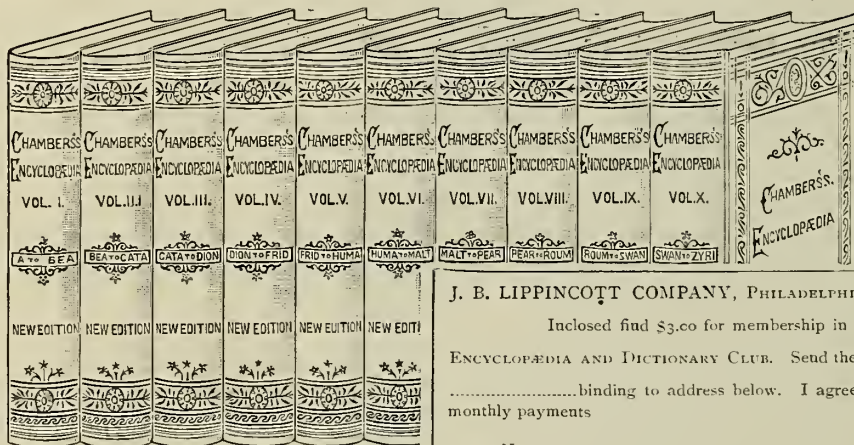 CHAMBERS'S CHAMBERS'S CHAMBERS'S CHAMBERS'S CHAMBERS'S CHAMBERS'S CHAMBERS'S CHAMBERS'S CHAMBERS'S CHAMBERS'S
ENCYCLOPÆDIA ENCYCLOPÆDIA ENCYCLOPÆDIA ENCYCLOPÆDIA ENCYCLOPÆDIA ENCYCLOPÆDIA ENCYCLOPÆDIA ENCYCLOPÆDIA ENCYCLOPÆDIA ENCYCLOPÆDIA
VOL. I. VOL.II. VOL.III. VOL.IV. VOL.V. VOL.VI. VOL.VII. VOL.VIII. VOL.IX. VOL.X.
A TO BEA BEA TO CATA CATA TO DION DION TO FRID FRID TO HUMA HUMA TO MALT MALT TO PEAR PEAR TO ROUM ROUM TO SWAN SWAN TO ZYRI
NEW EDITION NEW EDITION NEW EDITION NEW EDITION NEW EDITION NEW EDITI
CHAMBERS'S.
ENCYCLOPÆDIA
J. B. LIPPINCOTT COMPANY, PHILADELPHI
Inclosed find $3.00 for membership in
ENCYCLOPÆDIA AND DICTIONARY CLUB. Send the
....................binding to address below. I agree
monthly payments